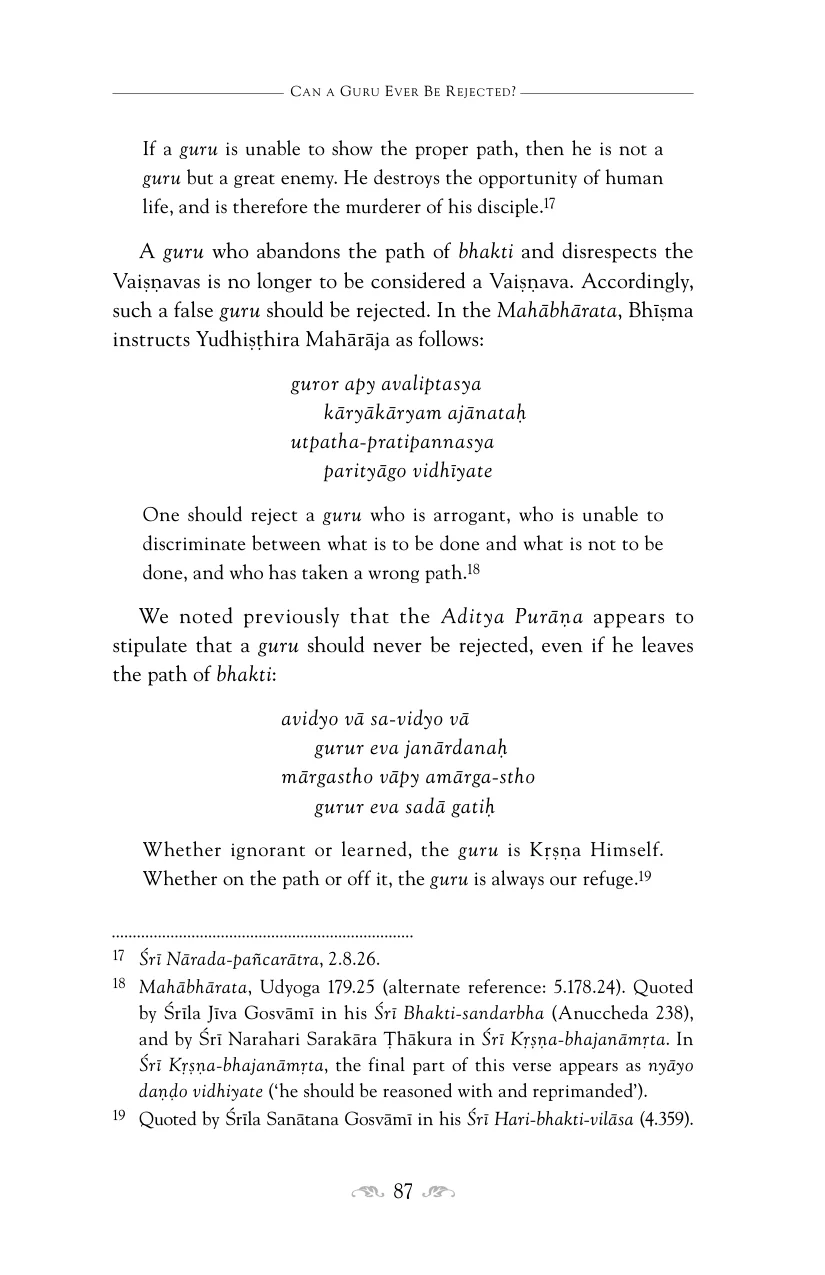 Can a Guru Ever Be Rejected?
If a guru is unable to show the proper path, then he is not a
guru but a great enemy. He destroys the opportunity of human
life, and is therefore the murderer of his disciple.17
A guru who abandons the path of bhakti and disrespects the
Vaiṣṇavas is no longer to be considered a Vaiṣṇava. Accordingly,
such a false guru should be rejected. In the Mahābhārata, Bhīṣma
instructs Yudhiṣṭhira Mahārāja as follows:
guror apy avaliptasya
kāryākāryam ajānataḥ
utpatha-pratipannasya
parityāgo vidhīyate
One should reject a guru who is arrogant, who is unable to
discriminate between what is to be done and what is not to be
done, and who has taken a wrong path.18
We noted previously that the Aditya Purāṇa appears to
stipulate that a guru should never be rejected, even if he leaves
the path of bhakti:
avidyo vā sa-vidyo vā
gurur eva janārdanaḥ
mārgastho vāpy amārga-stho
gurur eva sadā gatiḥ
Whether ignorant or learned, the guru is Kṛṣṇa Himself.
Whether on the path or off it, the guru is always our refuge.19
17 Śrī Nārada-pañcarātra, 2.8.26.
18 Mahābhārata, Udyoga 179.25 (alternate reference: 5.178.24). Quoted
by Śrīla Jīva Gosvāmī in his Śrī Bhakti-sandarbha (Anuccheda 238),
and by Śrī Narahari Sarakāra Ṭhākura in Śrī Kṛṣṇa-bhajanāmṛta. In
Śrī Kṛṣṇa-bhajanāmṛta, the final part of this verse appears as nyāyo
daṇḍo vidhiyate (‘he should be reasoned with and reprimanded’).
19 Quoted by Śrīla Sanātana Gosvāmī in his Śrī Hari-bhakti-vilāsa (4.359).
87